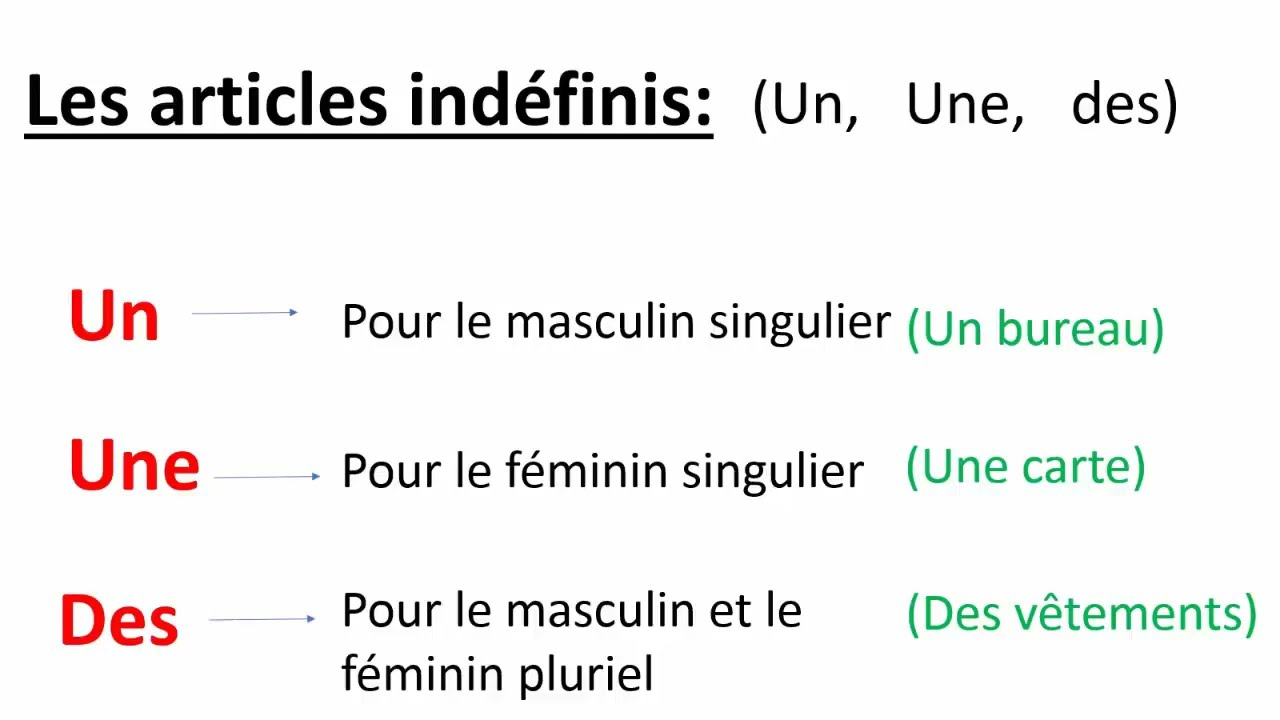 Les articles indéfinis: (Un, Une, des)
Un Pour le masculin singulier (Un bureau)
Une Pour le féminin singulier (Une carte)
Des Pour le masculin et le (Des vêtements)
féminin pluriel